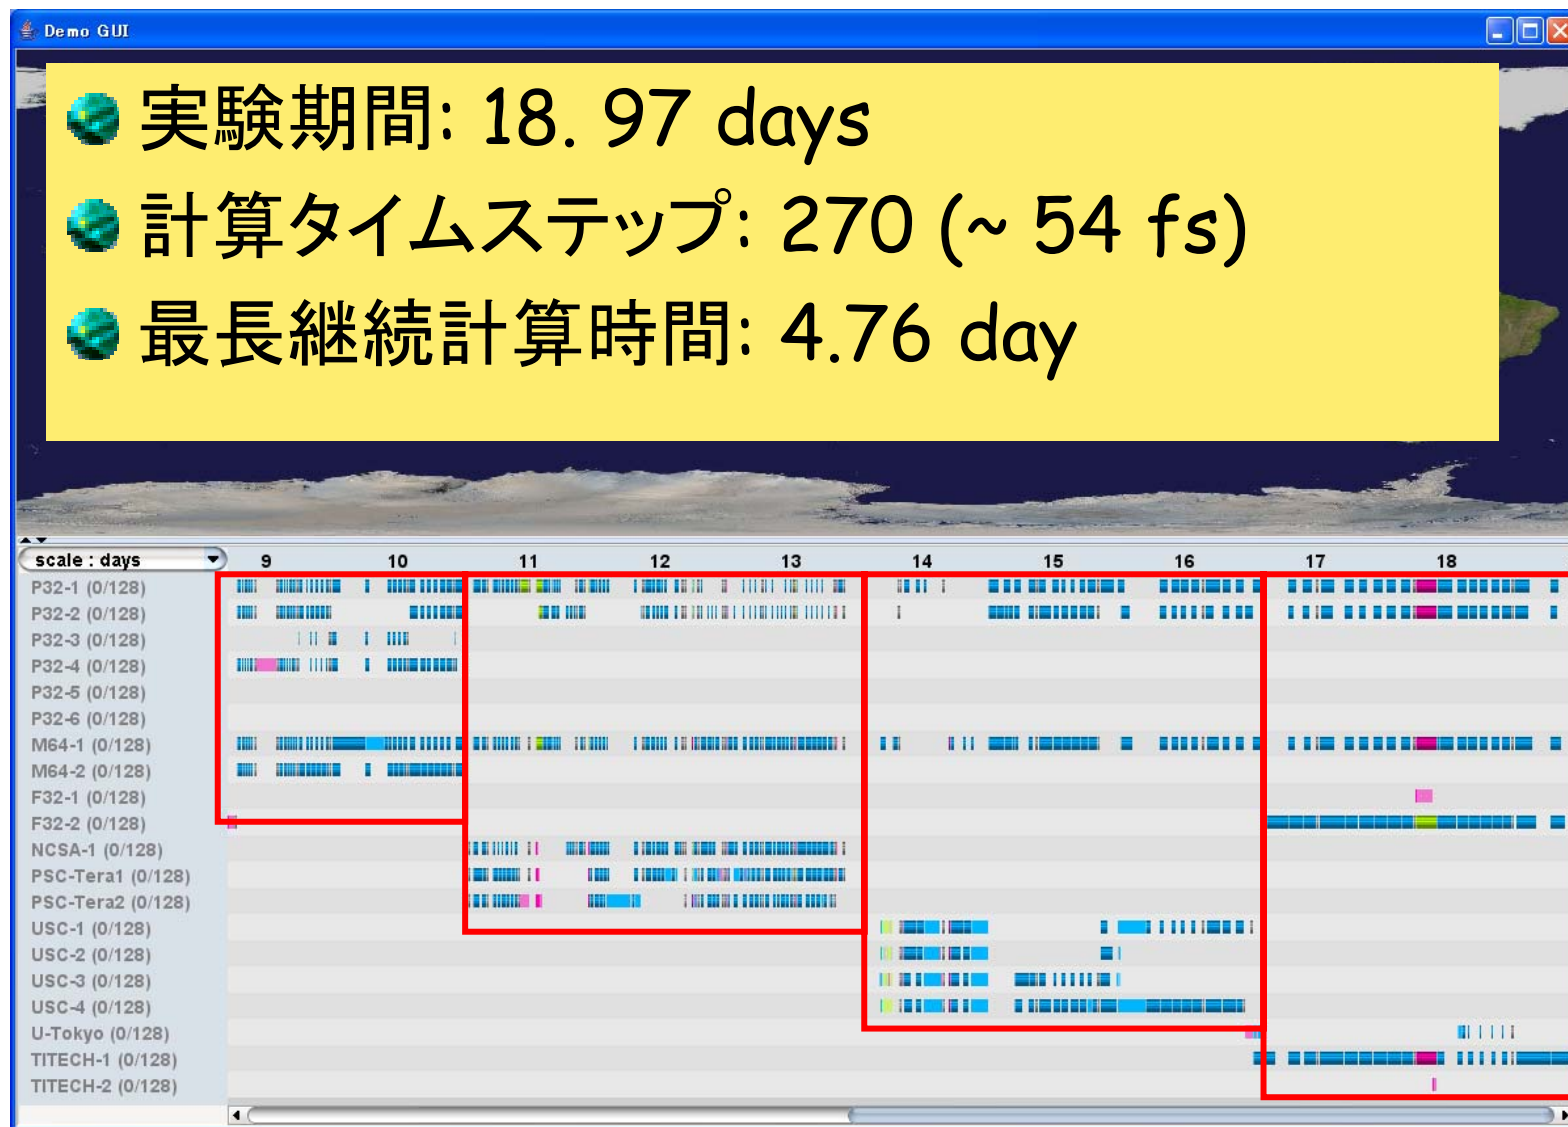 Demo GUI
実験期間: 18. 97 days
計算タイムステップ: 270 (~ 54 fs)
最長継続計算時間: 4.76 day
scale : days 9 10 11 12 13 14 15 16 17 18
P32-1 (0/128)
P32-2 (0/128)
P32-3 (0/128)
P32-4 (0/128)
P32-5 (0/128)
P32-6 (0/128)
M64-1 (0/128)
M64-2 (0/128)
F32-1 (0/128)
F32-2 (0/128)
NCSA-1 (0/128)
PSC-Tera1 (0/128)
PSC-Tera2 (0/128)
USC-1 (0/128)
USC-2 (0/128)
USC-3 (0/128)
USC-4 (0/128)
U-Tokyo (0/128)
TITECH-1 (0/128)
TITECH-2 (0/128)